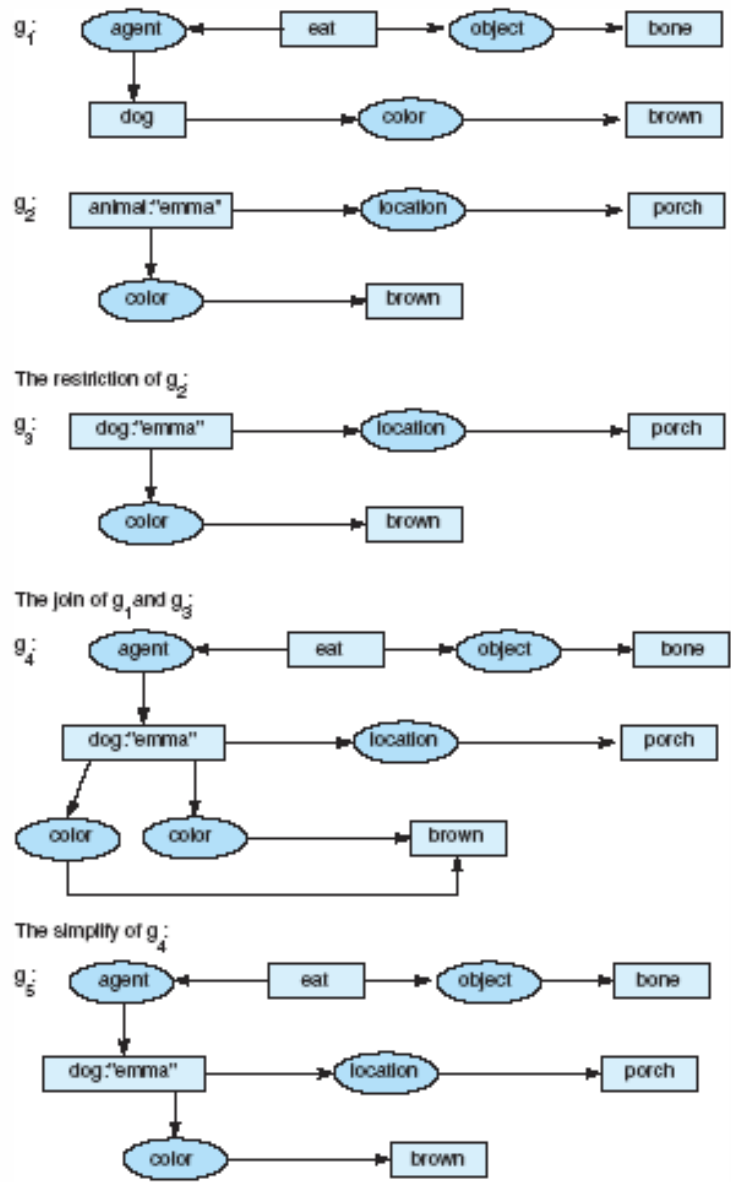 g1: agent eat object bone
dog color brown
g2: animal:"emma" location porch
color brown
The restriction of g2:
g3: dog:"emma" location porch
color brown
The join of g1 and g3:
g4: agent eat object bone
dog:"emma" location porch
color color brown
The simplify of g4:
g5: agent eat object bone
dog:"emma" location porch
color brown